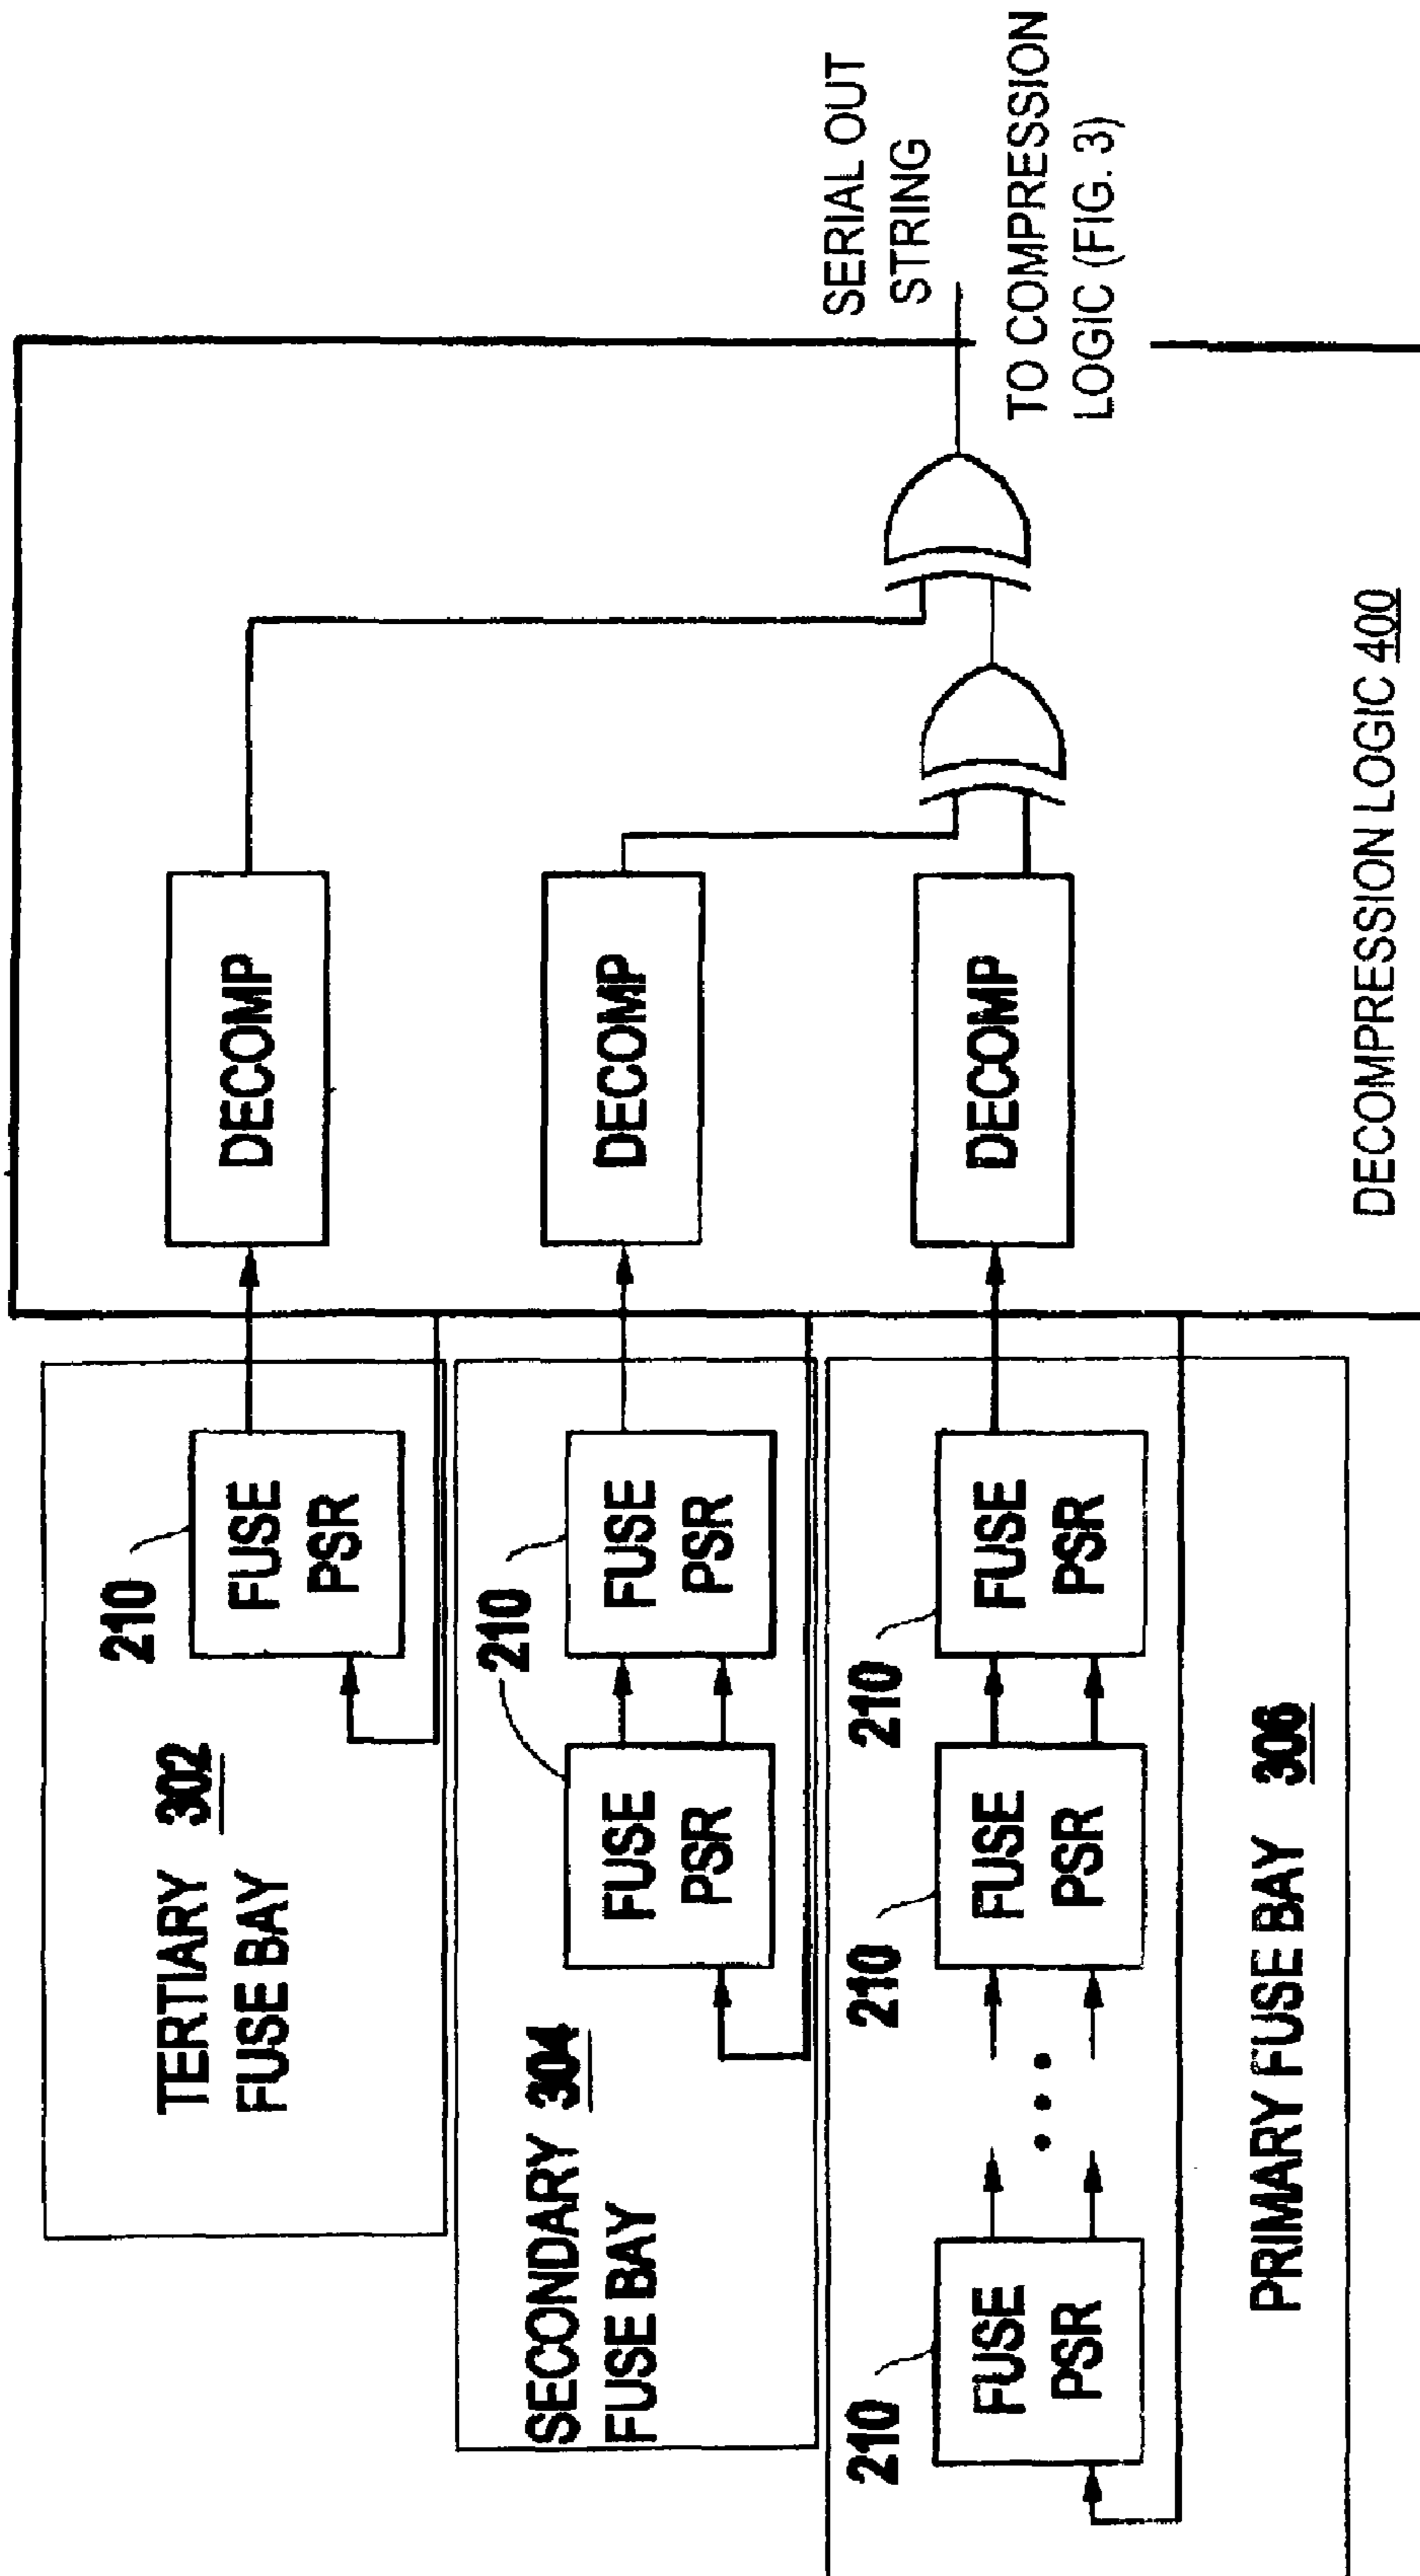 TERTIARY 302
FUSE BAY
210
FUSE
PSR
DECOMP
SECONDARY 304
FUSE BAY
210
FUSE
PSR
FUSE
PSR
DECOMP
210
FUSE
PSR
210
FUSE
PSR
210
FUSE
PSR
DECOMP
PRIMARY FUSE BAY 306
DECOMPRESSION LOGIC 400
SERIAL OUT
STRING
TO COMPRESSION
LOGIC (FIG. 3)